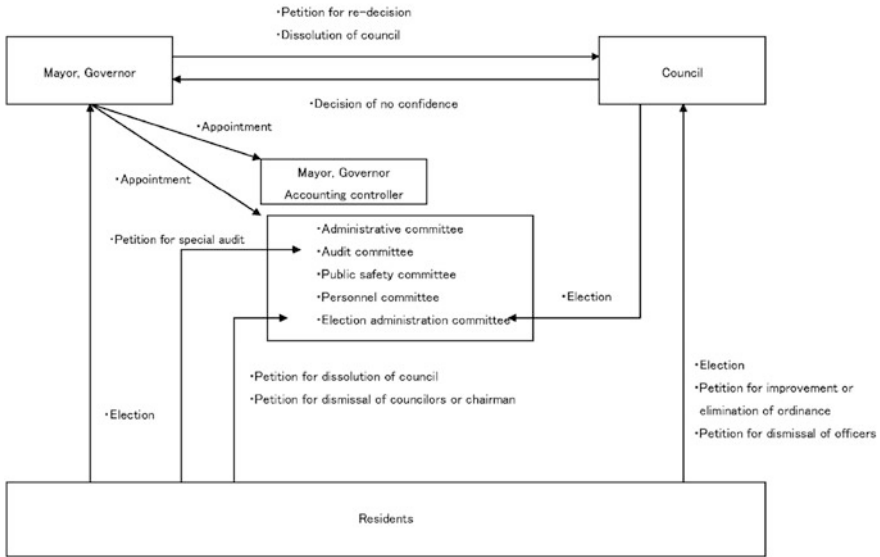 ・Petition for re-decision
・Dissolution of council
Mayor, Governor
Council
・Decision of no confidence
・Appointment
Mayor, Governor
Accounting controller
・Appointment
・Administrative committee
・Petition for special audit
・Audit committee
・Public safety committee
・Personnel committee
・Election
・Election administration committee
・Petition for dissolution of council
・Petition for dismissal of councilors or chairman
・Election
・Election
・Petition for improvement or
elimination of ordinance
・Petition for dismissal of officers
Residents